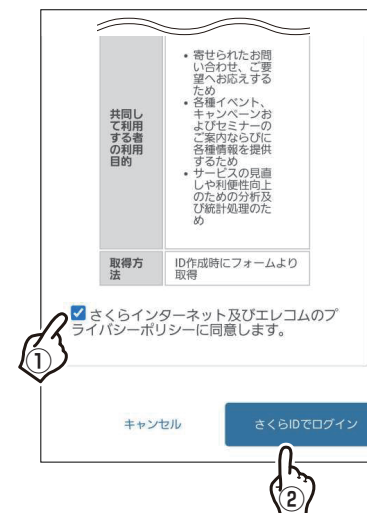 ・寄せられたお問
い合わせ、ご要
望へお応えする
ため
・各種イベント、
キャンペーンお
よびセミナーの
ご案内ならびに
各種情報を提供
するため
・サービスの見直
しや利便性向上
のための分析及
び統計処理のた
め
共同し
て利用
する者
の利用
目的
取得方
法
ID作成時にフォームより
取得
さくらインターネット及びエレコムのプ
ライバシーポリシーに同意します。
①
キャンセル
さくらIDでログイン
②